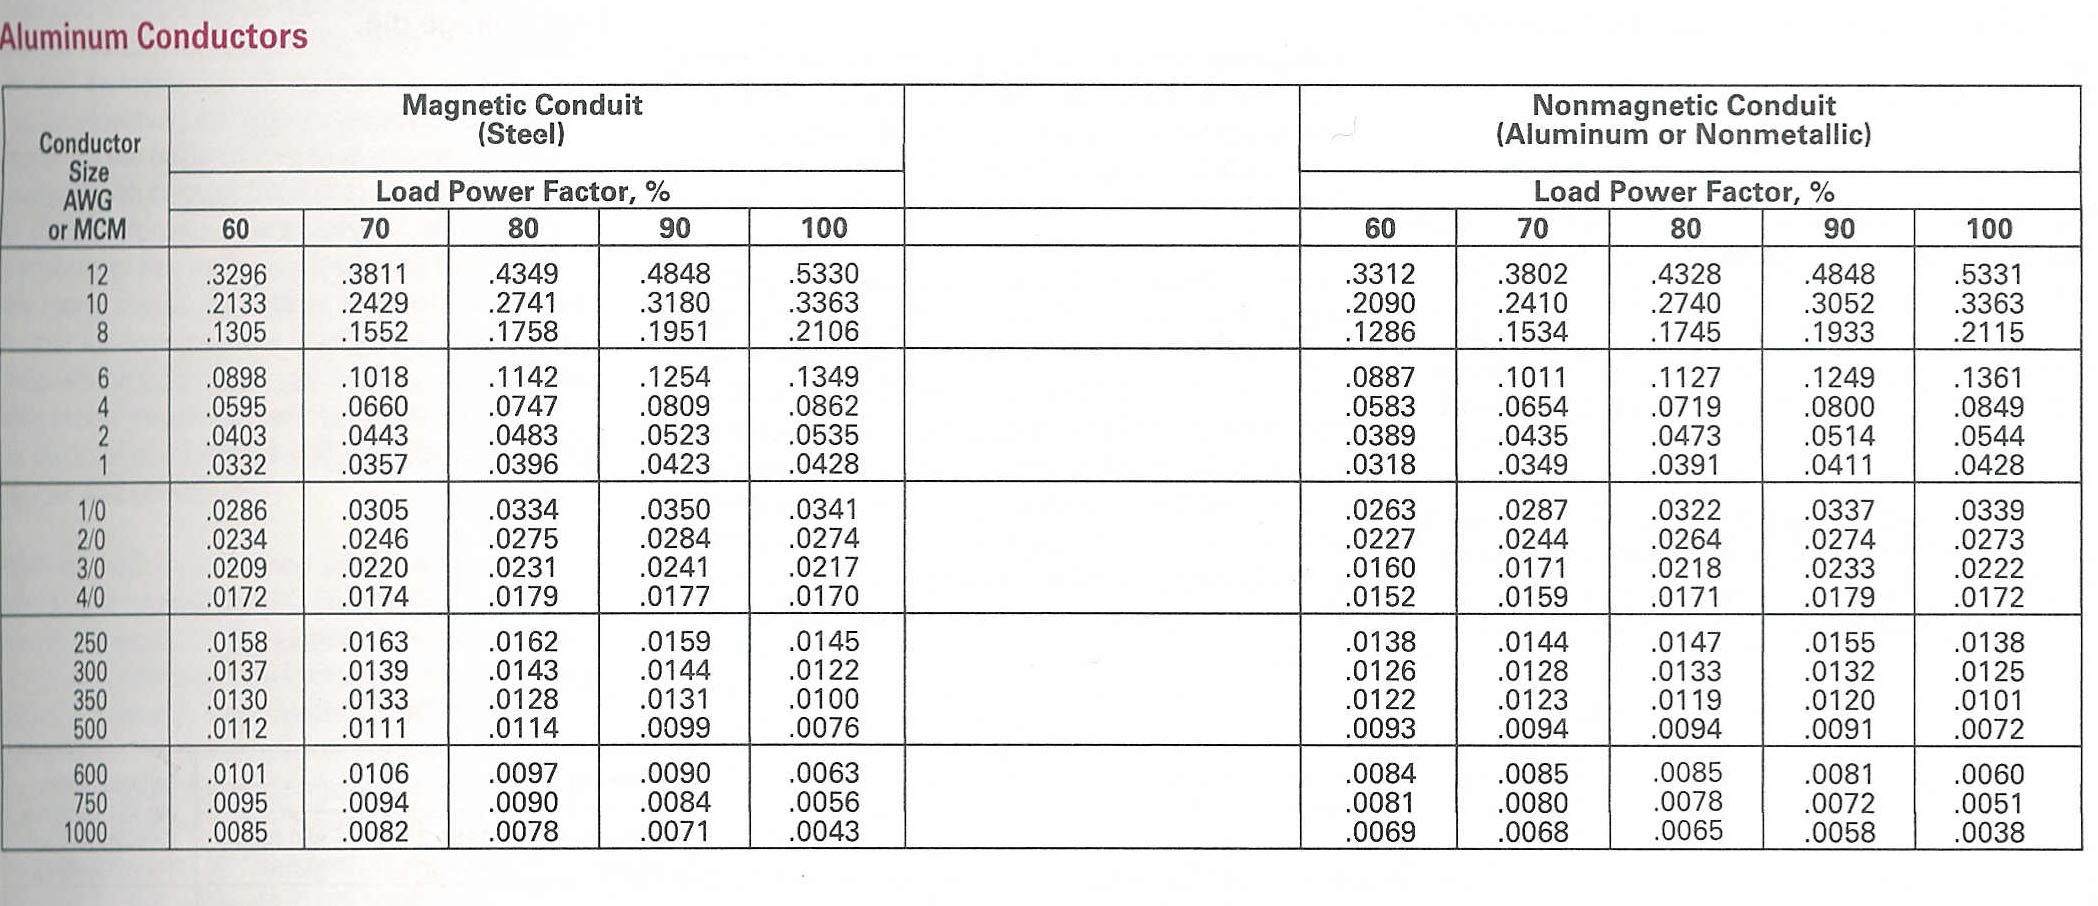 Aluminum Conductors
Conductor Size AWG or MCM
Magnetic Conduit
(Steel)
Nonmagnetic Conduit
(Aluminum or Nonmetallic)
Load Power Factor, % Load Power Factor, %
60 70 80 90 100 60 70 80 90 100
12 .3296 .3811 .4349 .4848 .5330 .3312 .3802 .4328 .4848 .5331
10 .2133 .2429 .2741 .3180 .3363 .2090 .2410 .2740 .3052 .3363
8 .1305 .1552 .1758 .1951 .2106 .1286 .1534 .1745 .1933 .2115
6 .0898 .1018 .1142 .1254 .1349 .0887 .1011 .1127 .1249 .1361
4 .0595 .0660 .0747 .0809 .0862 .0583 .0654 .0719 .0800 .0849
2 .0403 .0443 .0483 .0523 .0535 .0389 .0435 .0473 .0514 .0544
1 .0332 .0357 .0396 .0423 .0428 .0318 .0349 .0391 .0411 .0428
1/0 .0286 .0305 .0334 .0350 .0341 .0263 .0287 .0322 .0337 .0339
2/0 .0234 .0246 .0275 .0284 .0274 .0227 .0244 .0264 .0274 .0273
3/0 .0209 .0220 .0231 .0241 .0217 .0160 .0171 .0218 .0233 .0222
4/0 .0172 .0174 .0179 .0177 .0170 .0152 .0159 .0171 .0179 .0172
250 .0158 .0163 .0162 .0159 .0145 .0138 .0144 .0147 .0155 .0138
300 .0137 .0139 .0143 .0144 .0122 .0126 .0128 .0133 .0132 .0125
350 .0130 .0133 .0128 .0131 .0100 .0122 .0123 .0119 .0120 .0101
500 .0112 .0111 .0114 .0099 .0076 .0093 .0094 .0094 .0091 .0072
600 .0101 .0106 .0097 .0090 .0063 .0084 .0085 .0085 .0081 .0060
750 .0095 .0094 .0090 .0084 .0056 .0081 .0080 .0078 .0072 .0051
1000 .0085 .0082 .0078 .0071 .0043 .0069 .0068 .0065 .0058 .0038